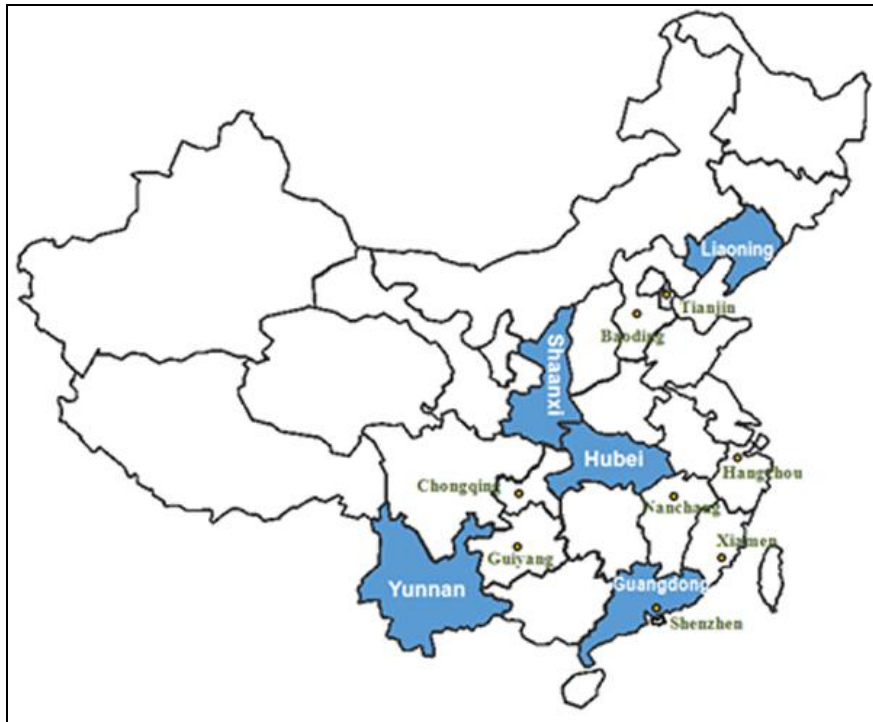 Liaoning
Tianjin
Baoding
Shaanxi
Hubei
Hangzhou
Chongqing
Nanchang
Xiamen
Guiyang
Guangdong
Yunnan
Shenzhen